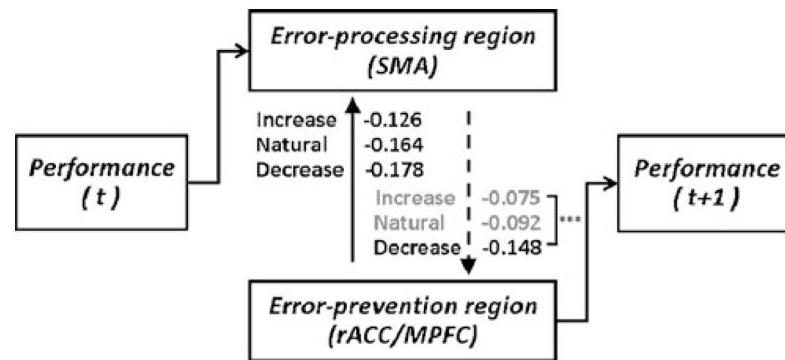 Error-processing region
(SMA)
Increase -0.126
Natural -0.164
Decrease -0.178
Performance
(t)
Increase -0.075
Natural -0.092 ***
Decrease -0.148
Performance
(t+1)
Error-prevention region
(rACC/MPFC)